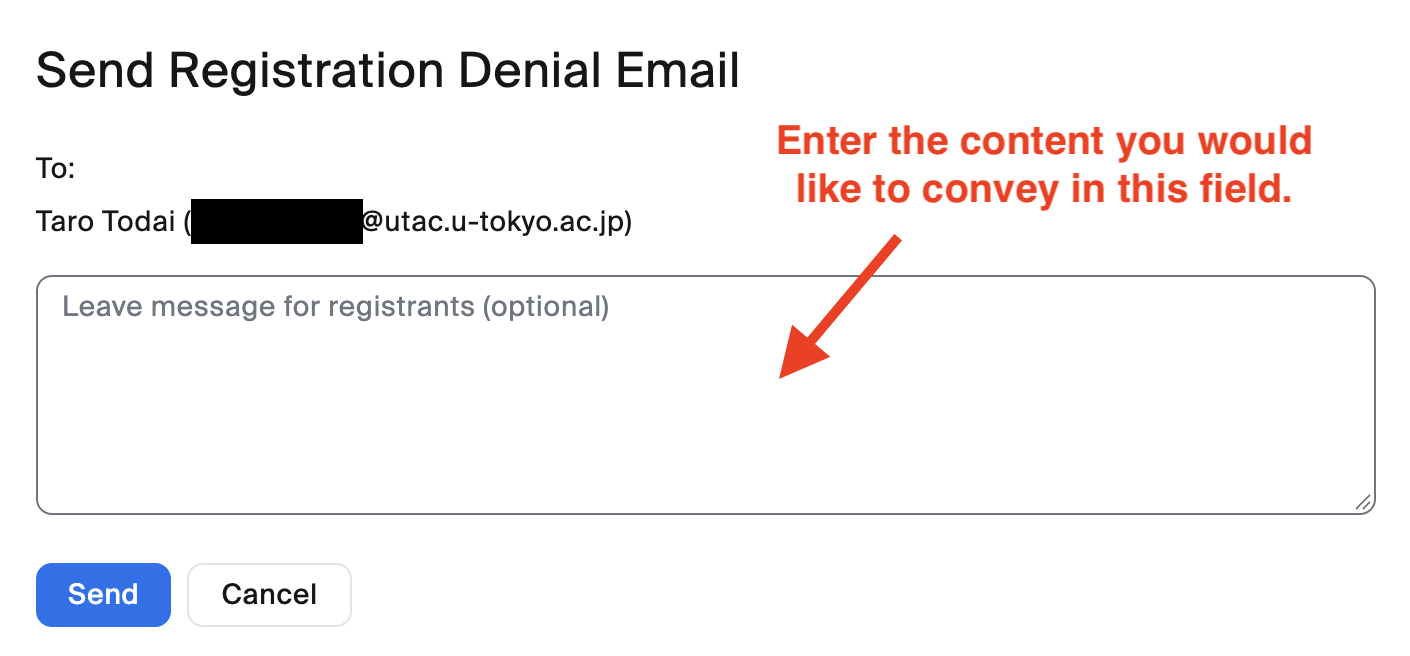 Send Registration Denial Email
Enter the content you would
like to convey in this field.
To:
Taro Todai (@utac.u-tokyo.ac.jp)
Leave message for registrants (optional)
Send
Cancel